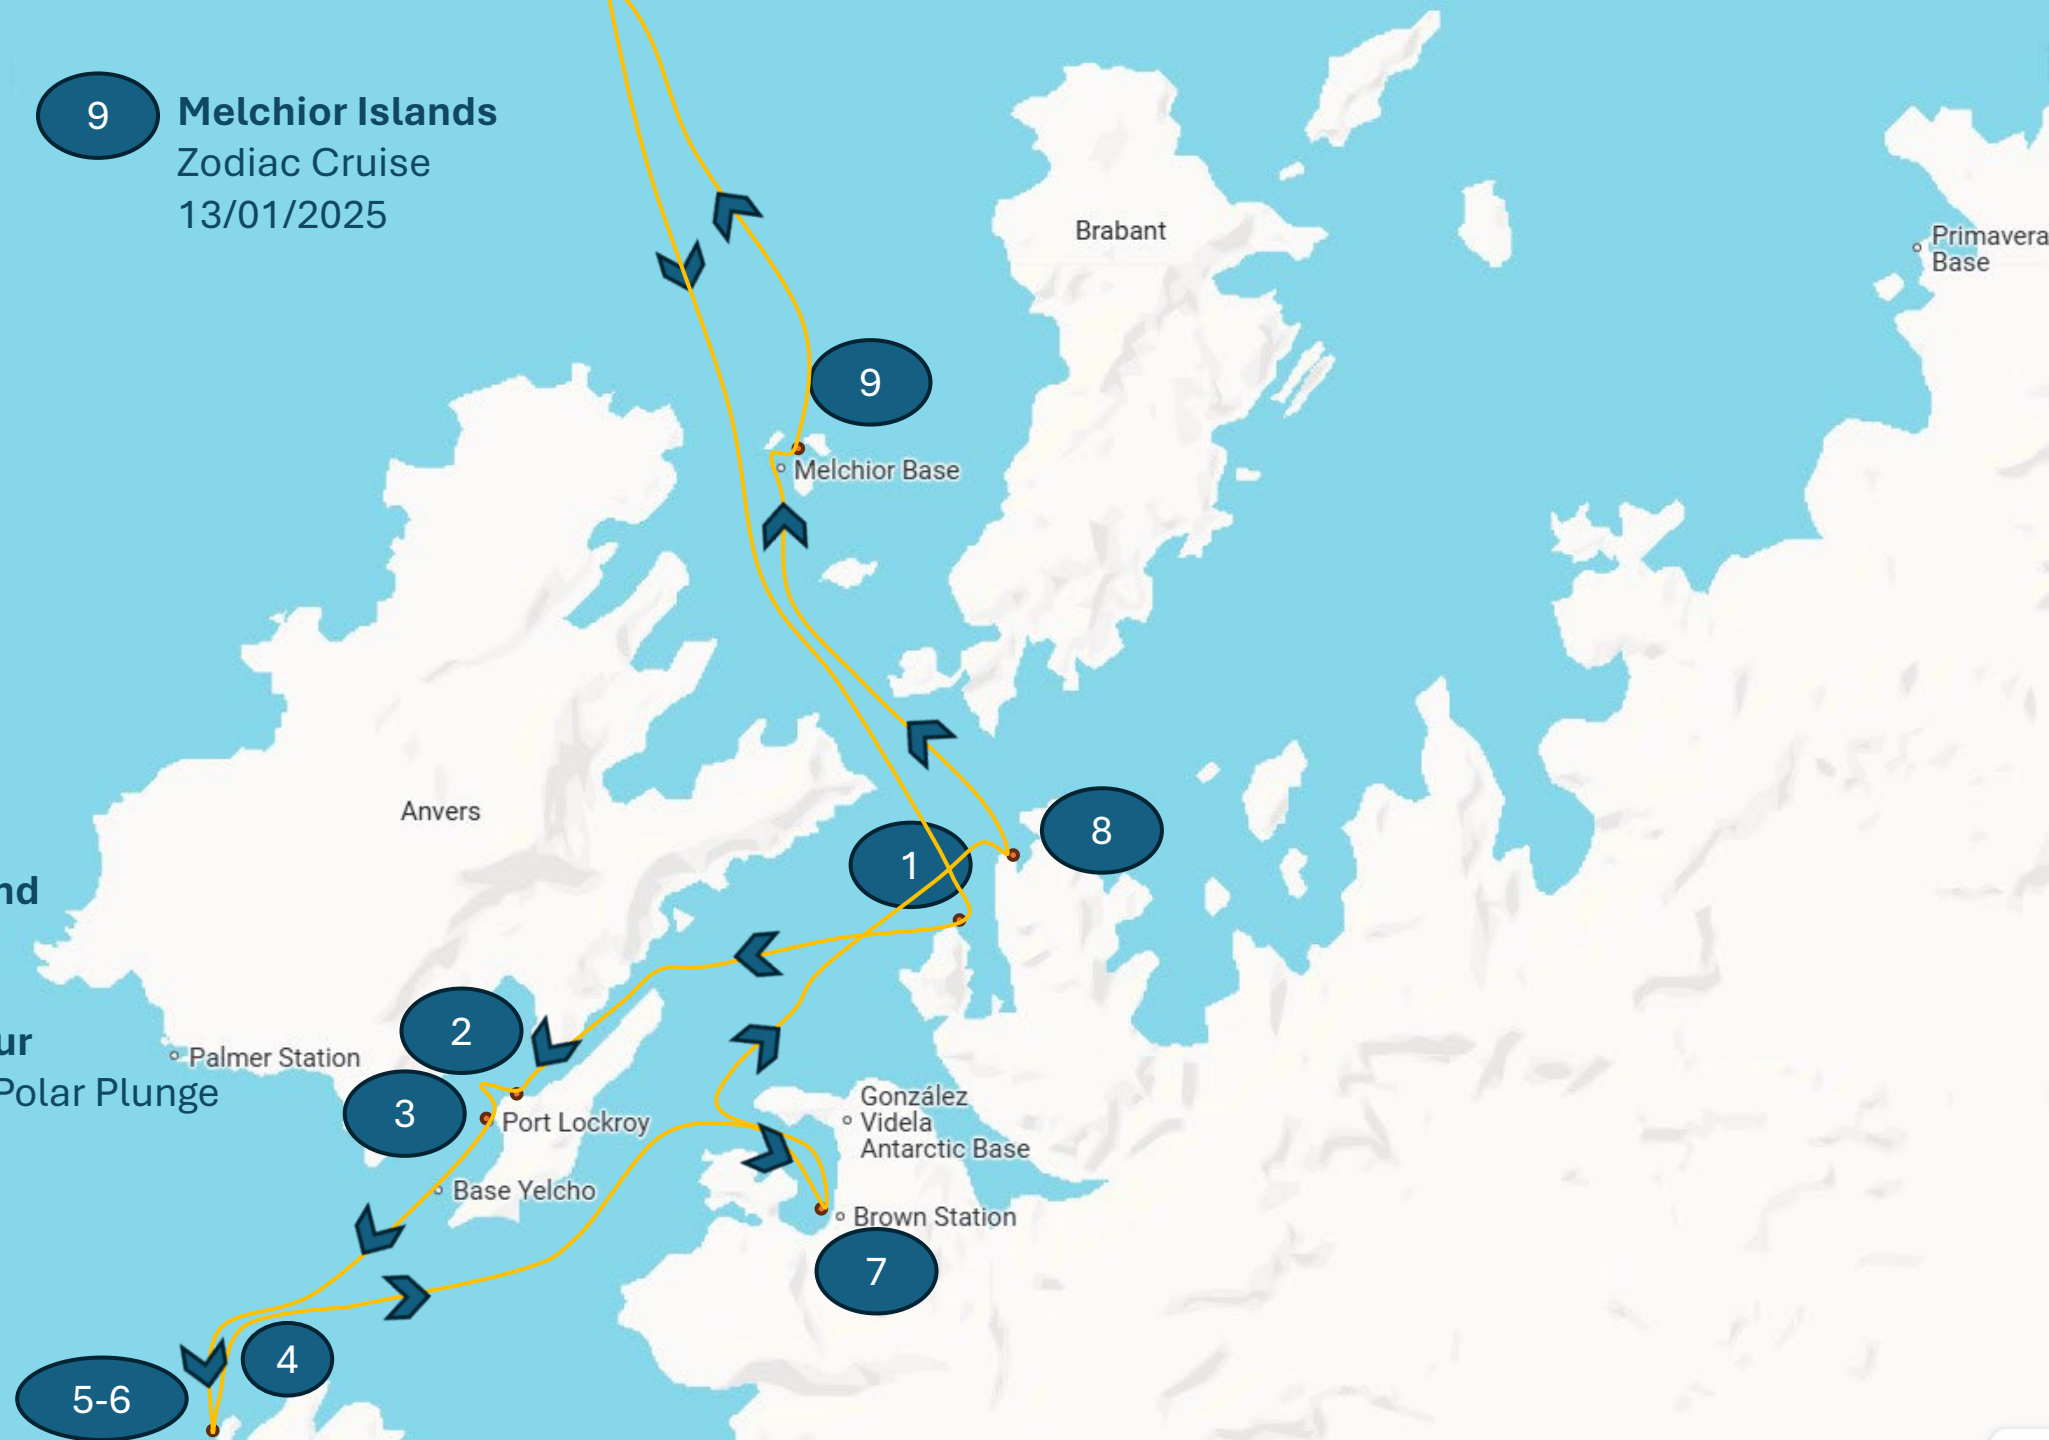 9
Melchior Islands
Zodiac Cruise
13/01/2025
Brabant
Primavera
Base
9
Melchior Base
Anvers
8
1
nd
2
ur
Palmer Station
Polar Plunge
3
Port Lockroy
González
Videla
Antarctic Base
Base Yelcho
Brown Station
7
4
5-6